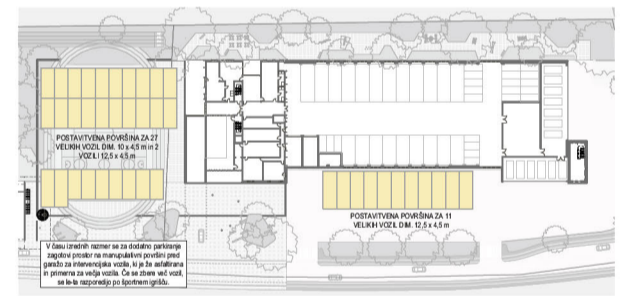 POSTAVITVENA POVRŠINA ZA 27
VELIKIH VOZIL DIM. 10 x 4,5 m in 2
VOZILI 12,5 x 4,5 m
POSTAVITVENA POVRŠINA ZA 11
VELIKIH VOZIL DIM. 12,5 x 4,5 m
V času izrednih razmer se za dodatno parkiranje
zagotovi prostor na manipulativni površini pred
garažo za intervencijska vozila, ki je že asfaltirana
in primerna za večja vozila. Če se zbere več vozil,
se le-ta razporedijo po športnem igrišču.